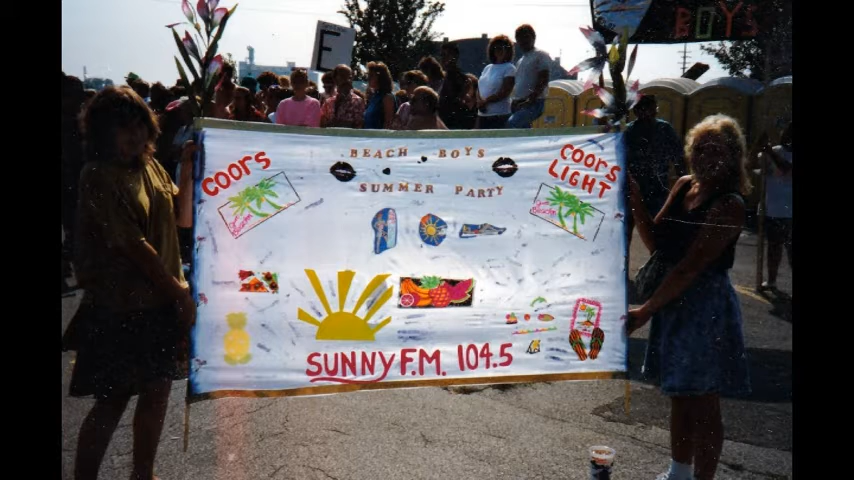 E
BOYS
COORS
BEACH BOYS
SUMMER PARTY
COORS
LIGHT
SUNNY F.M. 104.5